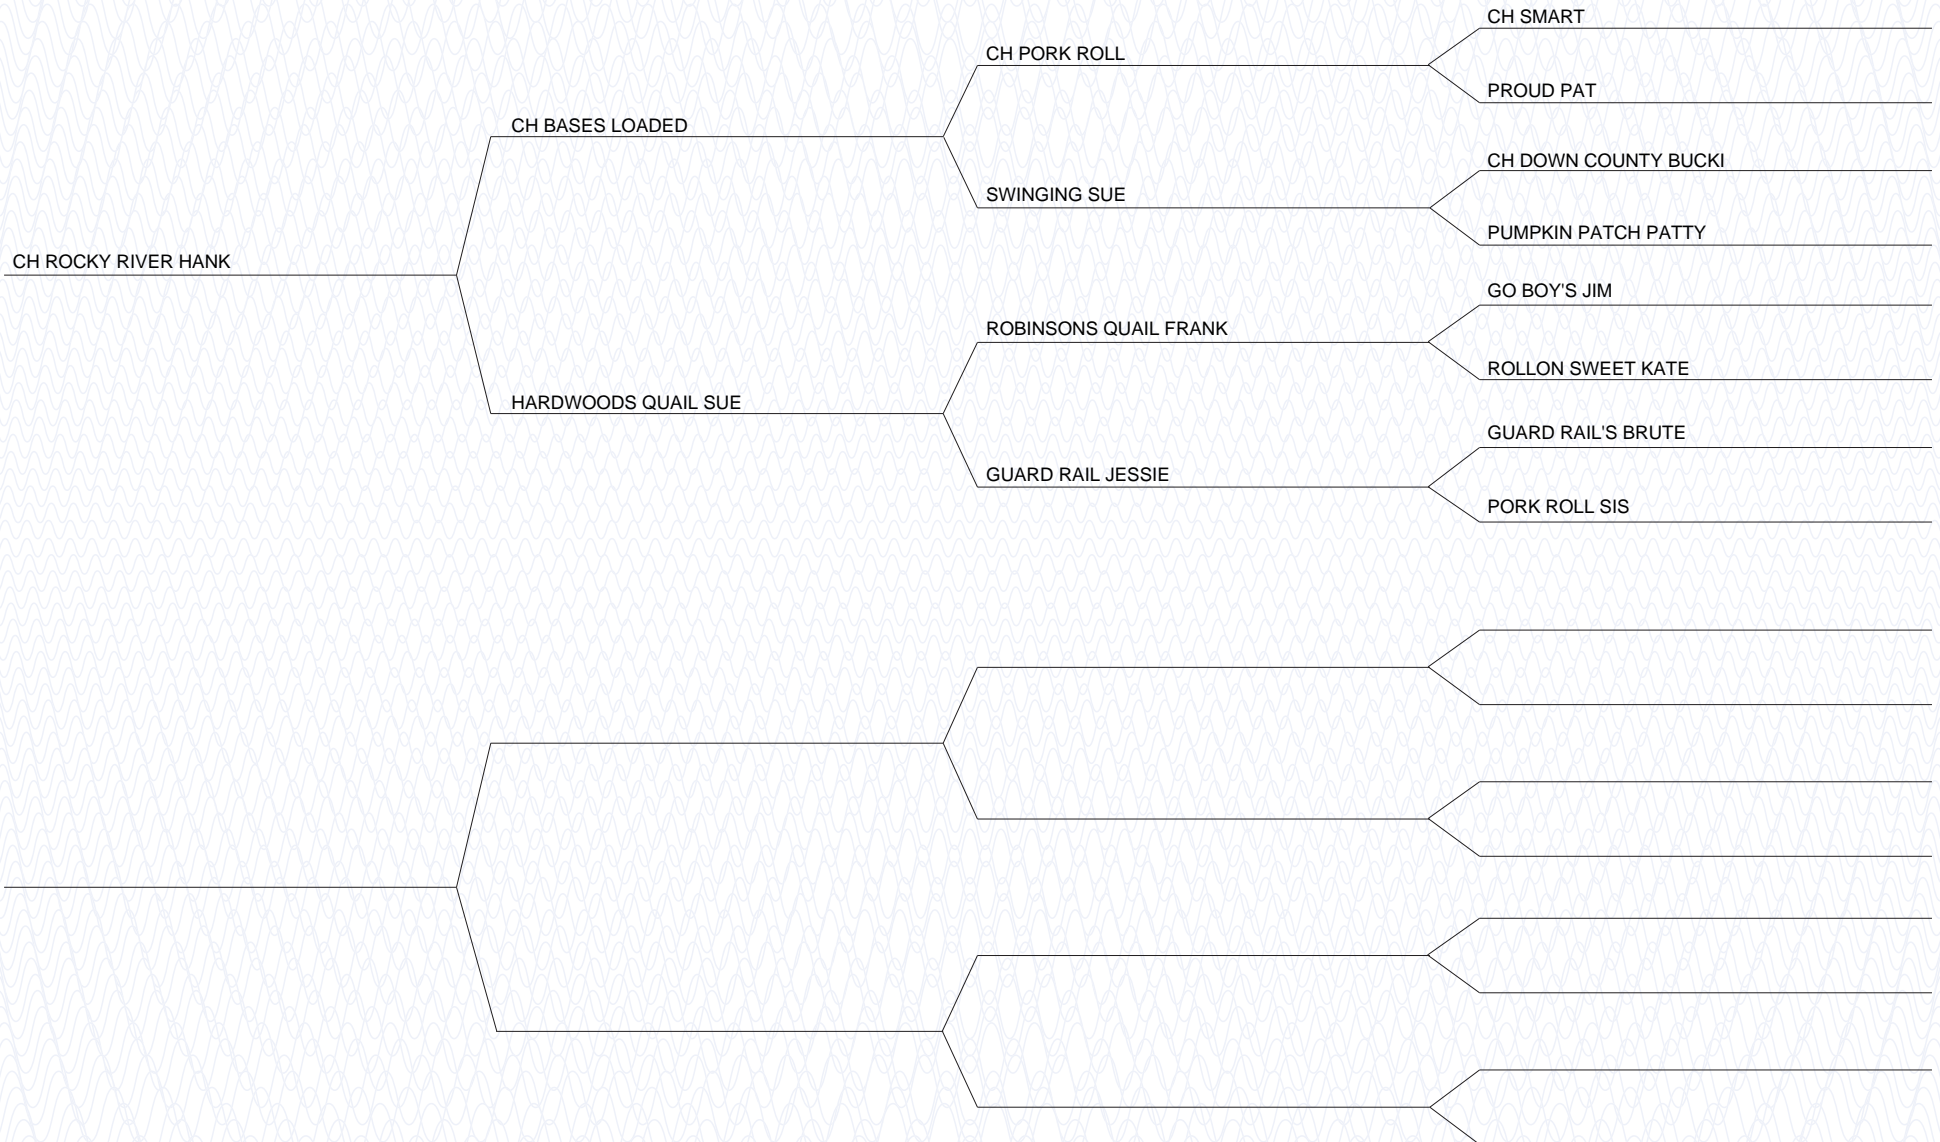 CH SMART
CH PORK ROLL
PROUD PAT
CH BASES LOADED
CH DOWN COUNTY BUCKI
SWINGING SUE
PUMPKIN PATCH PATTY
CH ROCKY RIVER HANK
GO BOY'S JIM
ROBINSONS QUAIL FRANK
ROLLON SWEET KATE
HARDWOODS QUAIL SUE
GUARD RAIL'S BRUTE
GUARD RAIL JESSIE
PORK ROLL SIS